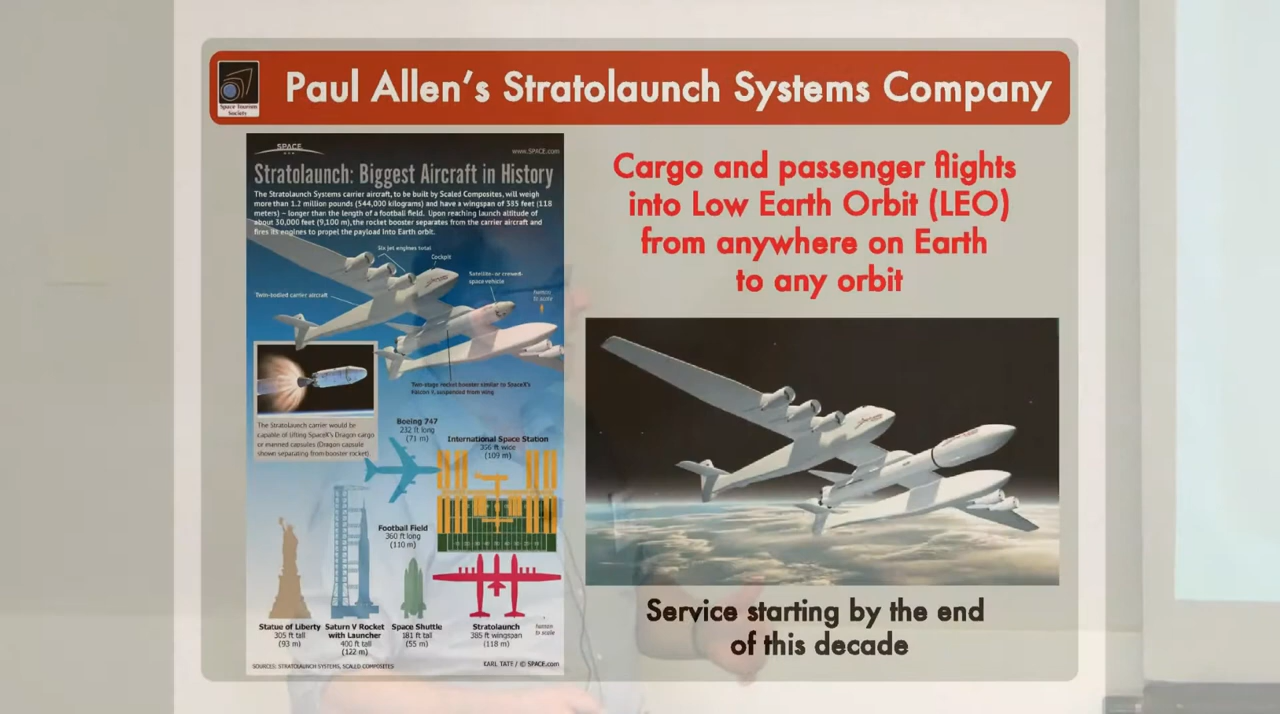 Paul Allen's Stratolaunch Systems Company
Space Tourism
Society
SPACE
www.SPACE.com
Stratolaunch: Biggest Aircraft in History
The Stratolaunch Systems carrier aircraft, to be built by Scaled Composites, will weigh
more than 1.2 million pounds (544,000 kilograms) and have a wingspan of 385 feet (118
meters) – longer than the length of a football field. Upon reaching launch altitude of
about 30,000 feet (9,100 m), the rocket booster separates from the carrier aircraft and
fires its engines to propel the payload into Earth orbit.
Six jet engines total
Cockpit
Satellite- or crewed-
space vehicle
Twin-bodied carrier aircraft
human
to scale
Two-stage rocket booster similar to SpaceX's
Falcon 9, suspended from wing
The Stratolaunch carrier would be
capable of lifting SpaceX's Dragon cargo
or manned capsules (Dragon capsule
shown separating from booster rocket).
Boeing 747
232 ft long
(71 m)
International Space Station
356 ft wide
(109 m)
Football Field
360 ft long
(110 m)
Statue of Liberty
305 ft tall
(93 m)
Saturn V Rocket
with Launcher
400 ft tall
(122 m)
Space Shuttle
181 ft tall
(55 m)
Stratolaunch
385 ft wingspan
(118 m)
human
to scale
SOURCES: STRATOLAUNCH SYSTEMS, SCALED COMPOSITES
KARL TATE / © SPACE.com
Cargo and passenger flights
into Low Earth Orbit (LEO)
from anywhere on Earth
to any orbit
Service starting by the end
of this decade